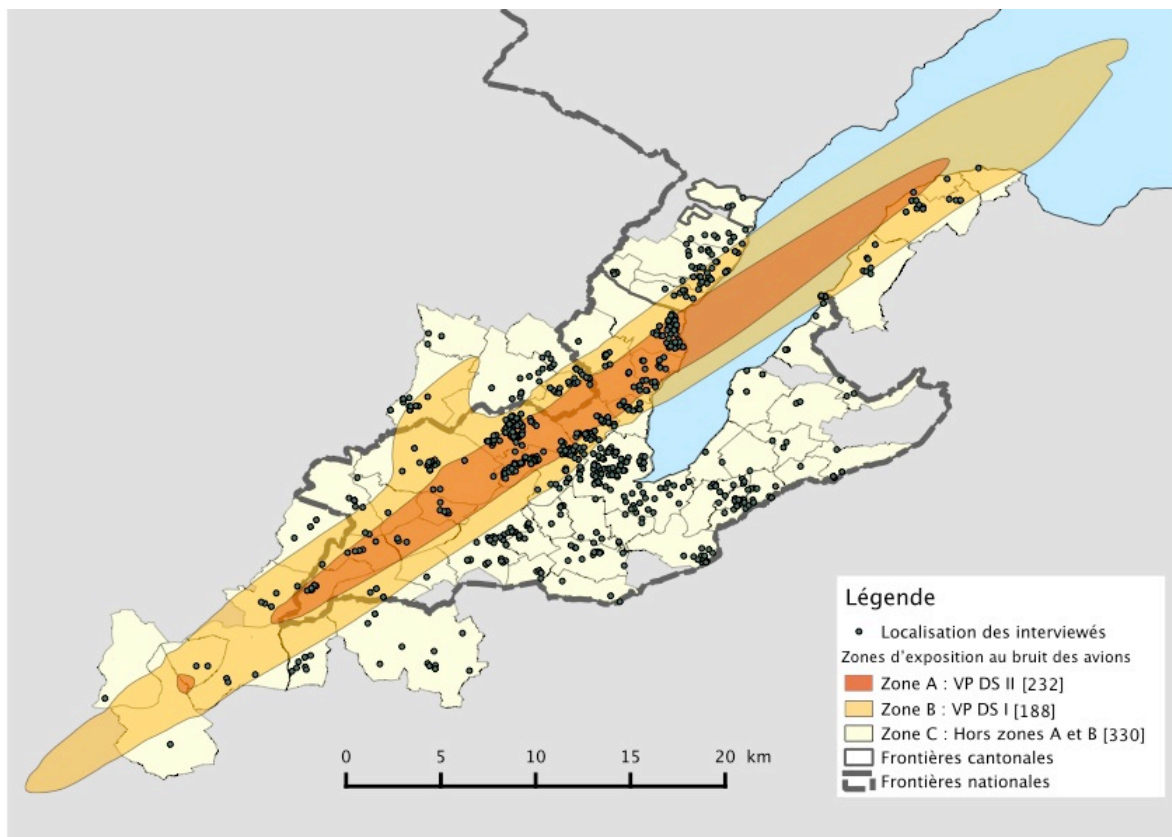 Légende
Localisation des interviewés
Zones d'exposition au bruit des avions
Zone A : VP DS II [232]
Zone B : VP DS I [188]
Zone C : Hors zones A et B [330]
Frontières cantonales
Frontières nationales
0 5 10 15 20 km